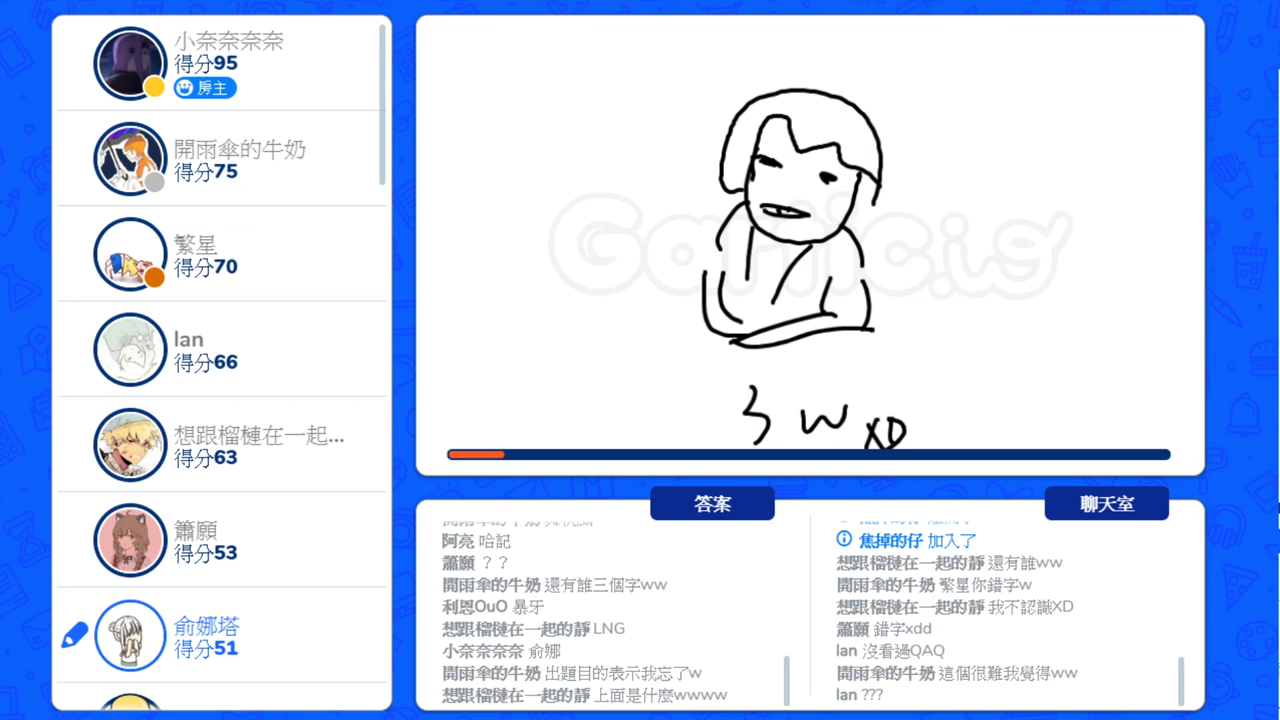 小奈奈奈奈
得分95
房主
開雨傘的牛奶
得分75
繁星
得分70
lan
得分66
想跟榴槤在一起...
得分63
簫願
得分53
俞娜塔
得分51
Gartic.io
3 W XD
答案
阿亮 哈記
簫願 ？？
開雨傘的牛奶 還有誰三個字ww
利恩OuO 暴牙
想跟榴槤在一起的靜 LNG
小奈奈奈奈 俞娜
開雨傘的牛奶 出題目的表示我忘了w
想跟榴槤在一起的靜 上面是什麼wwww
聊天室
焦掉的仔 加入了
想跟榴槤在一起的靜 還有誰ww
開雨傘的牛奶 繁星你錯字w
想跟榴槤在一起的靜 我不認識XD
簫願 錯字xdd
lan 沒看過QAQ
開雨傘的牛奶 這個很難我覺得ww
lan ???